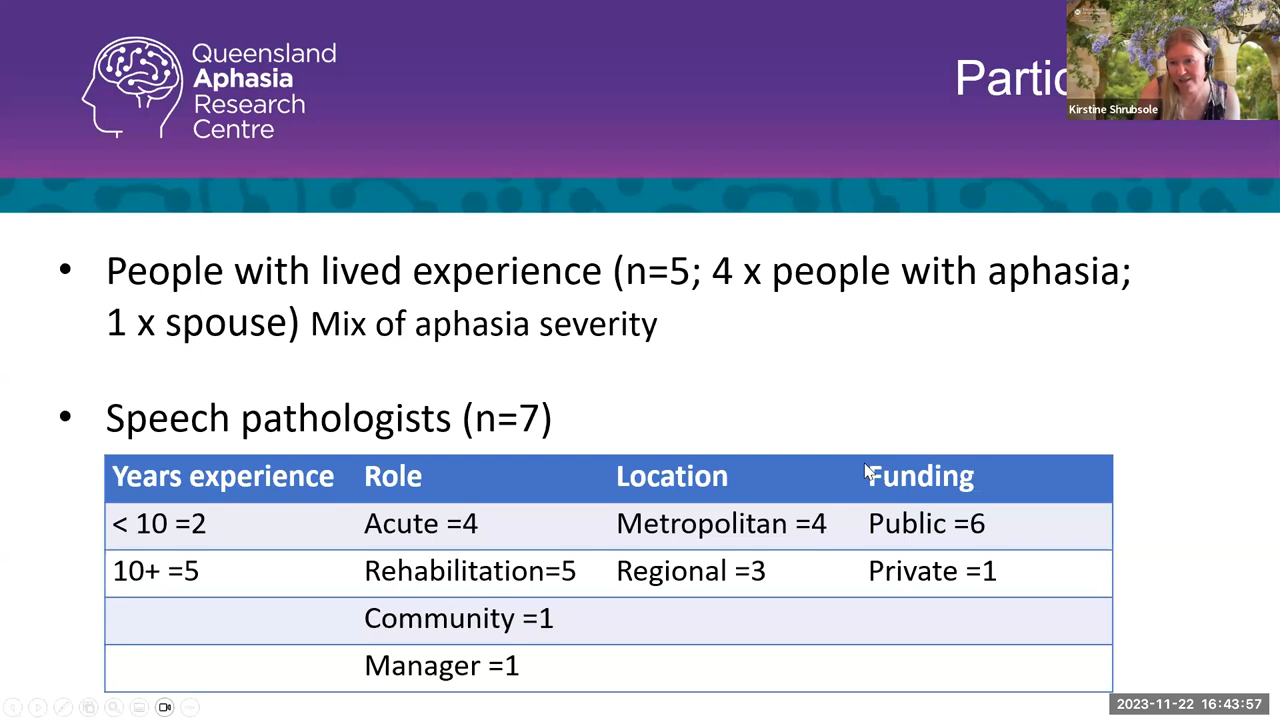 Queensland
Aphasia
Research
Centre
Kirstine Shrubsole
• People with lived experience (n=5; 4 x people with aphasia;
1 x spouse) Mix of aphasia severity
• Speech pathologists (n=7)
Years experience Role Location Funding
< 10 =2 Acute =4 Metropolitan =4 Public =6
10+ =5 Rehabilitation=5 Regional =3 Private =1
Community =1
Manager =1
2023-11-22 16:43:57